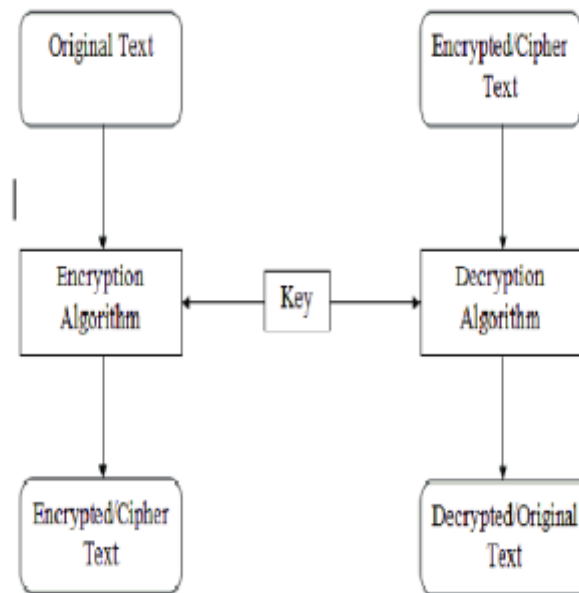 Original Text
Encrypted/Cipher
Text
Encryption
Algorithm
Key
Decryption
Algorithm
Encrypted/Cipher
Text
Decrypted/Original
Text